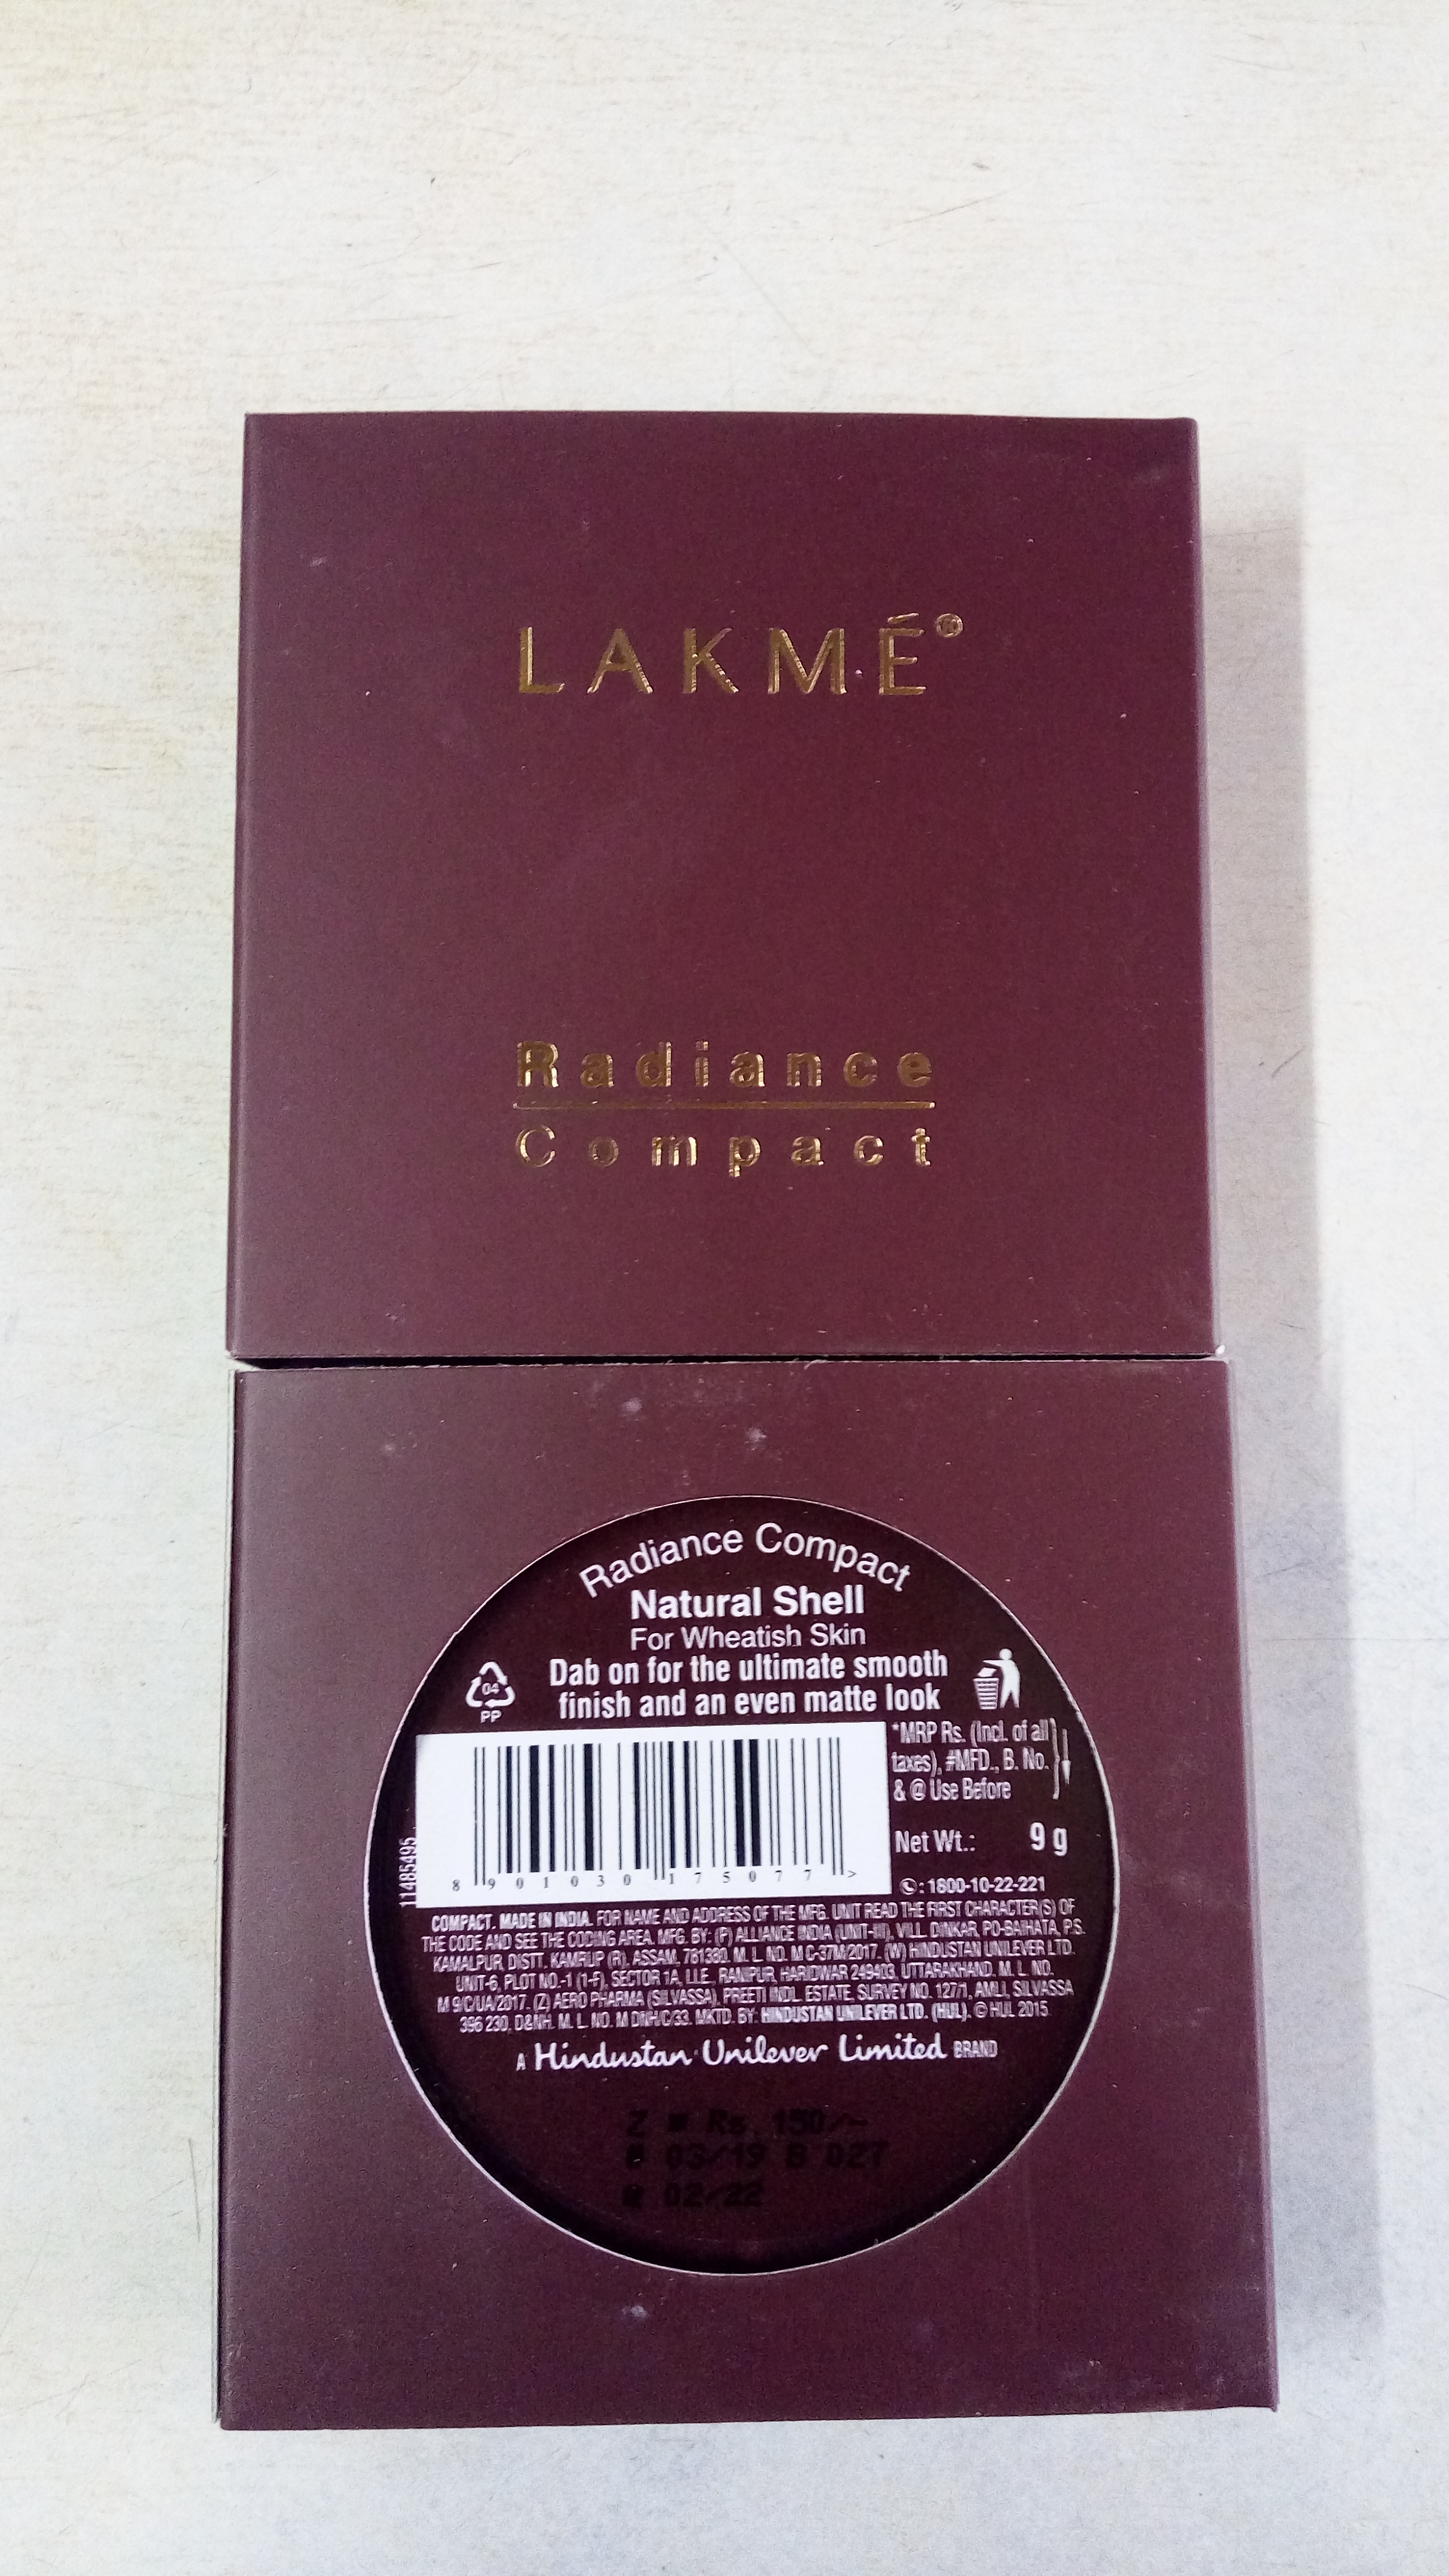 LAKMÉ®
Radiance
Compact
Radiance Compact
Natural Shell
For Wheatish Skin
Dab on for the ultimate smooth
finish and an even matte look
04
PP
*MRP Rs. (Incl. of all
taxes), #MFD., B. No.
& @ Use Before
Net Wt.: 9 g
11485495
8 901030 175077 >
: 1800-10-22-221
COMPACT. MADE IN INDIA. FOR NAME AND ADDRESS OF THE MFG. UNIT READ THE FIRST CHARACTER(S) OF
THE CODE AND SEE THE CODING AREA. MFG. BY: (P) ALLIANCE INDIA (UNIT-III), VILL. DINKAR, PO-BAIHATA, P.S.
KAMALPUR, DISTT. KAMRUP (R), ASSAM, 781380. M. L. NO. M C-37M/2017. (W) HINDUSTAN UNILEVER LTD.
UNIT-6, PLOT NO.-1 (1-F), SECTOR 1A, I.I.E., RANIPUR, HARIDWAR 249403, UTTARAKHAND. M. L. NO.
M 9/C/UA/2017. (Z) AERO PHARMA (SILVASSA), PREETI INDL. ESTATE, SURVEY NO. 127/1, AMLI, SILVASSA
396 230, D&NH. M. L. NO. M DNH/C/33. MKTD. BY: HINDUSTAN UNILEVER LTD. (HUL). © HUL 2015.
A Hindustan Unilever Limited BRAND
Z * Rs. 150/-
# 03/19 B 027
@ 02/22